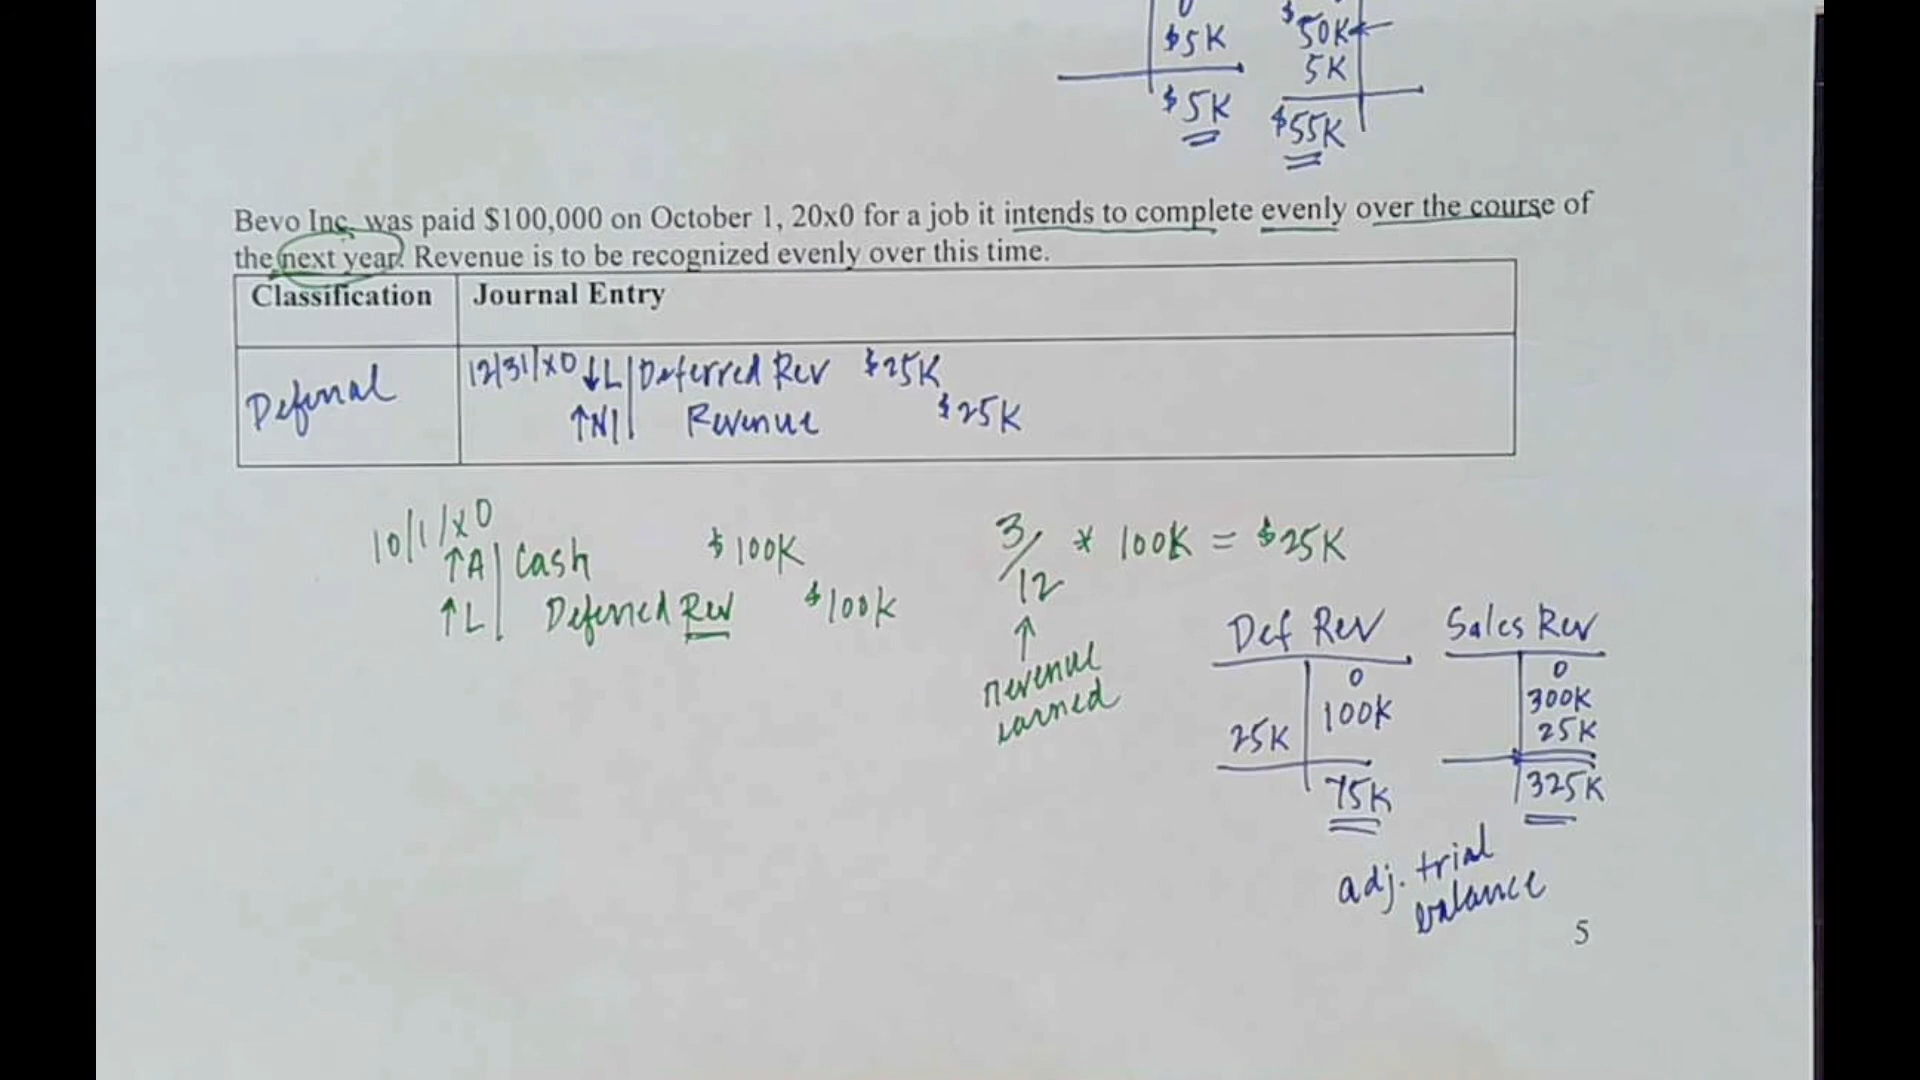 0
$5K
$50K←
5K
$5K
$55K
Bevo Inc. was paid $100,000 on October 1, 20x0 for a job it intends to complete evenly over the course of
the next year. Revenue is to be recognized evenly over this time.
Classification Journal Entry
Deferral
12/31/x0 ↓L Deferred Rev $25K
↑NI Revenue $25K
10/1/x0
↑A Cash $100K
↑L Deferred Rev $100K
3/12 * 100K = $25K
↑
revenue
earned
Def Rev
0
100K
25K
75K
Sales Rev
0
300K
25K
325K
adj. trial
balance
5